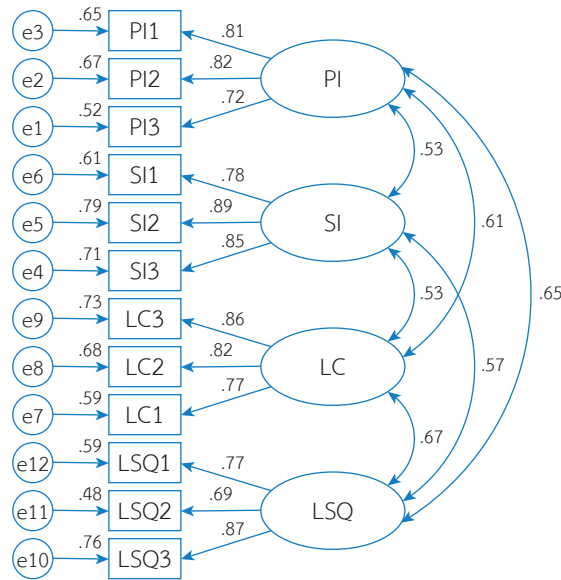 .65
e3 PI1 .81
.67
e2 PI2 .82 PI
.52
e1 PI3 .72
.53
.61
e6 SI1 .78
.79
e5 SI2 .89 SI
.71
e4 SI3 .85
.61
.73
e9 LC3 .86
.53
.65
.68
e8 LC2 .82 LC
.57
.59
e7 LC1 .77
.67
.59
e12 LSQ1 .77
.48
e11 LSQ2 .69 LSQ
.76
e10 LSQ3 .87